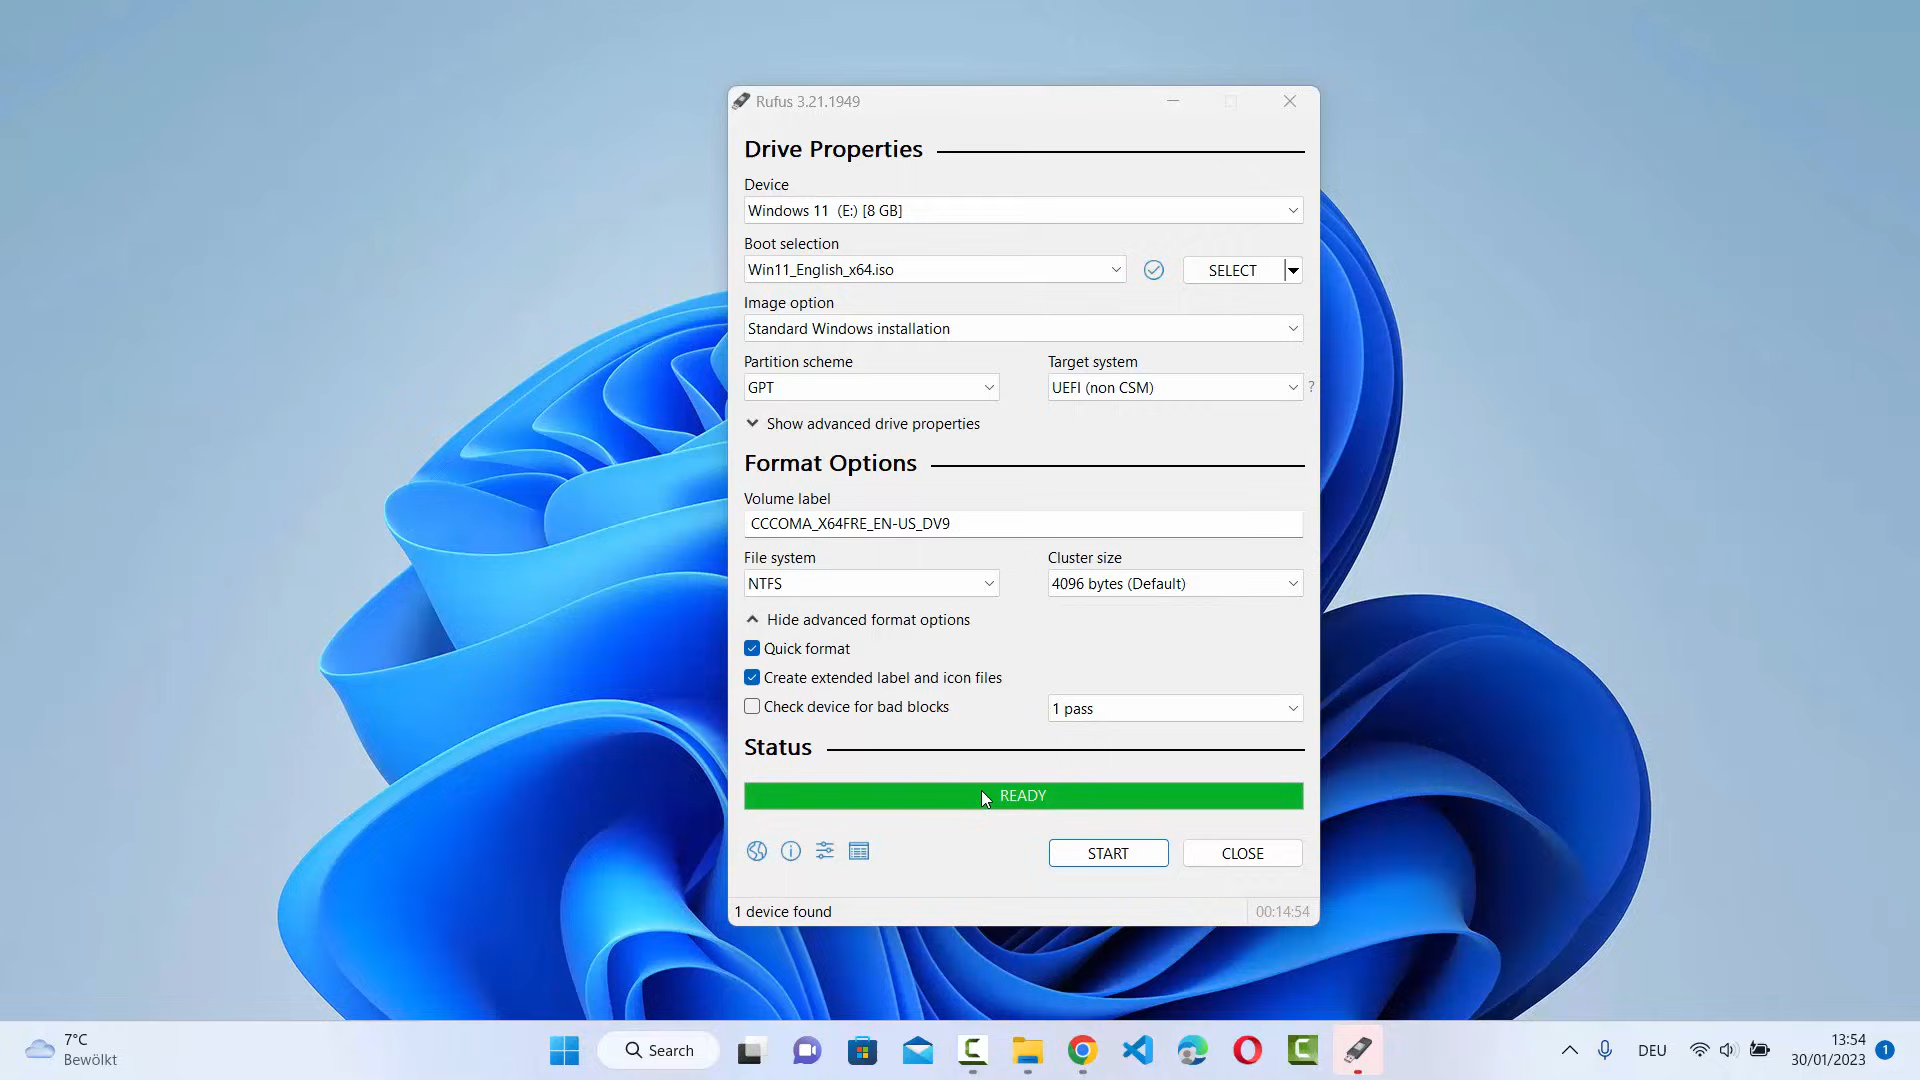 Rufus 3.21.1949
Drive Properties
Device
Windows 11 (E:) [8 GB]
Boot selection
Win11_English_x64.iso
SELECT
Image option
Standard Windows installation
Partition scheme
Target system
GPT
UEFI (non CSM)
?
Show advanced drive properties
Format Options
Volume label
CCCOMA_X64FRE_EN-US_DV9
File system
Cluster size
NTFS
4096 bytes (Default)
Hide advanced format options
Quick format
Create extended label and icon files
Check device for bad blocks
1 pass
Status
READY
START
CLOSE
1 device found
00:14:54
7°C
Bewölkt
Search
DEU
13:54
30/01/2023
1